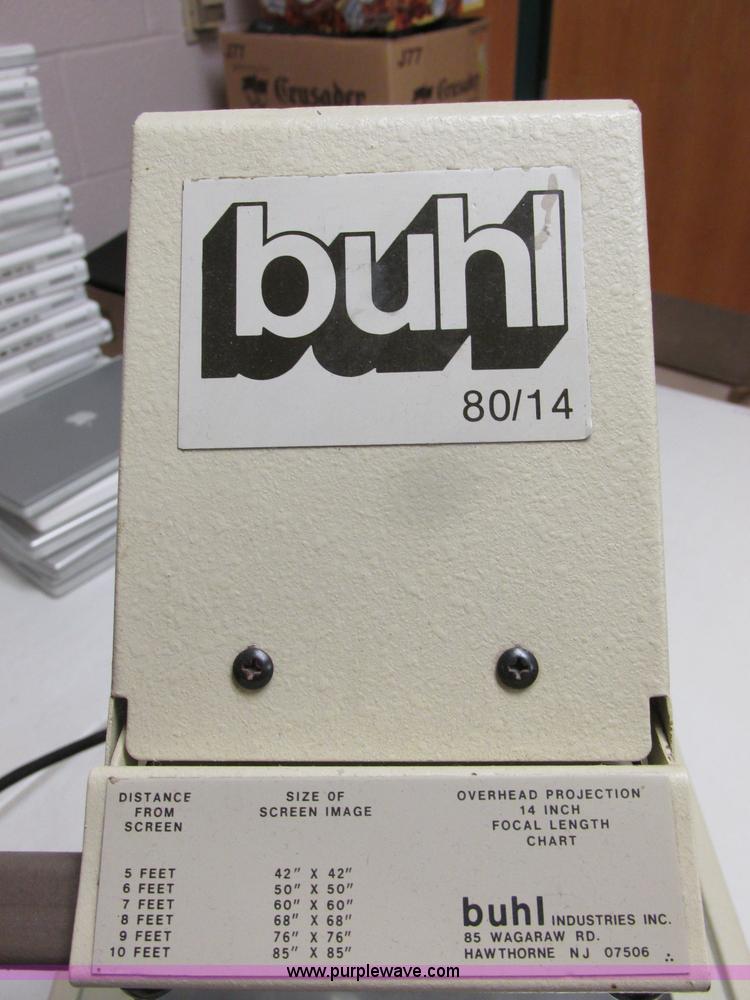 J77
J77
Crusader
Crusader
buhl
80/14
DISTANCE
FROM
SCREEN
SIZE OF
SCREEN IMAGE
OVERHEAD PROJECTION
14 INCH
FOCAL LENGTH
CHART
5 FEET 42" X 42"
6 FEET 50" X 50"
7 FEET 60" X 60"
8 FEET 68" X 68"
9 FEET 76" X 76"
10 FEET 85" X 85"
buhl INDUSTRIES INC.
85 WAGARAW RD.
HAWTHORNE NJ 07506
www.purplewave.com